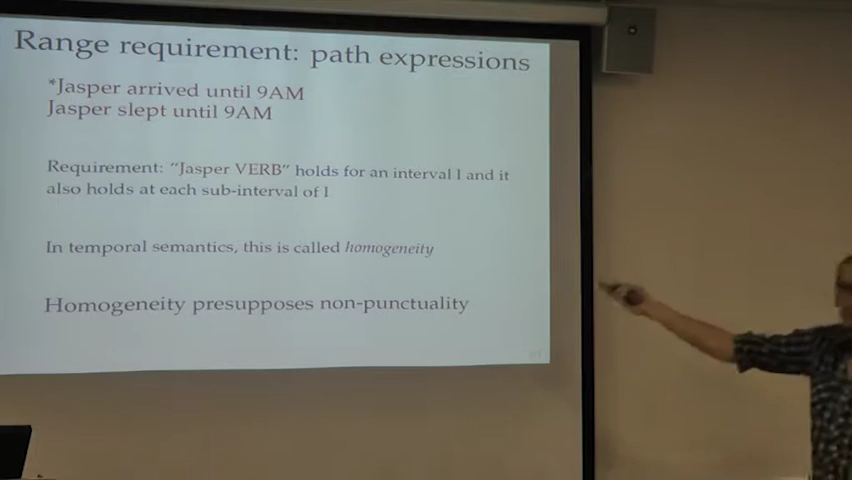 Range requirement: path expressions
*Jasper arrived until 9AM
Jasper slept until 9AM
Requirement: “Jasper VERB” holds for an interval I and it
also holds at each sub-interval of I
In temporal semantics, this is called homogeneity
Homogeneity presupposes non-punctuality